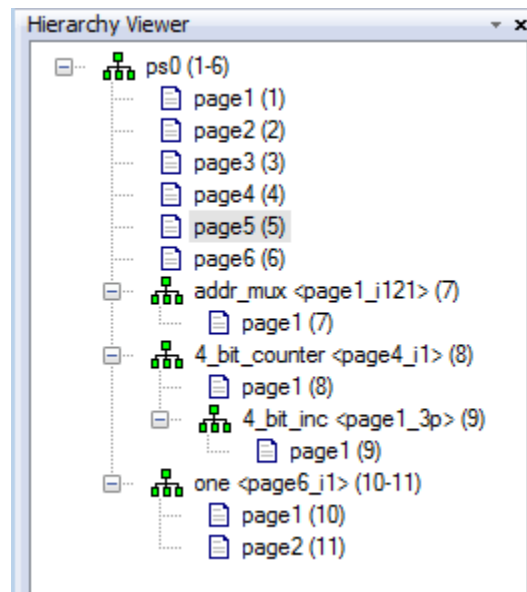 Hierarchy Viewer
ps0 (1-6)
page1 (1)
page2 (2)
page3 (3)
page4 (4)
page5 (5)
page6 (6)
addr_mux <page1_i121> (7)
page1 (7)
4_bit_counter <page4_i1> (8)
page1 (8)
4_bit_inc <page1_3p> (9)
page1 (9)
one <page6_i1> (10-11)
page1 (10)
page2 (11)